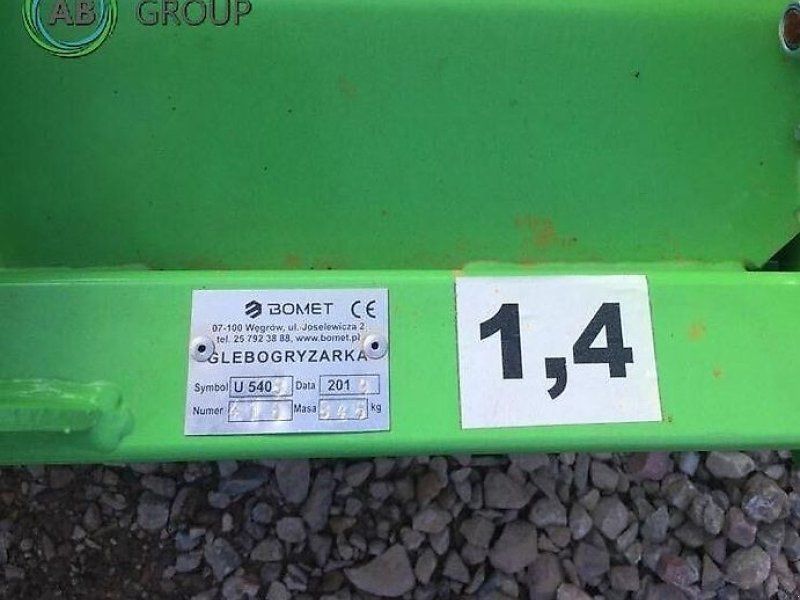 AB GROUP
BOMET CE
07-100 Węgrów, ul. Joselewicza 2
tel. 25 792 38 88, www.bomet.pl
GLEBOGRYZARKA
Symbol U 540 Data 201
Numer Masa kg
1,4